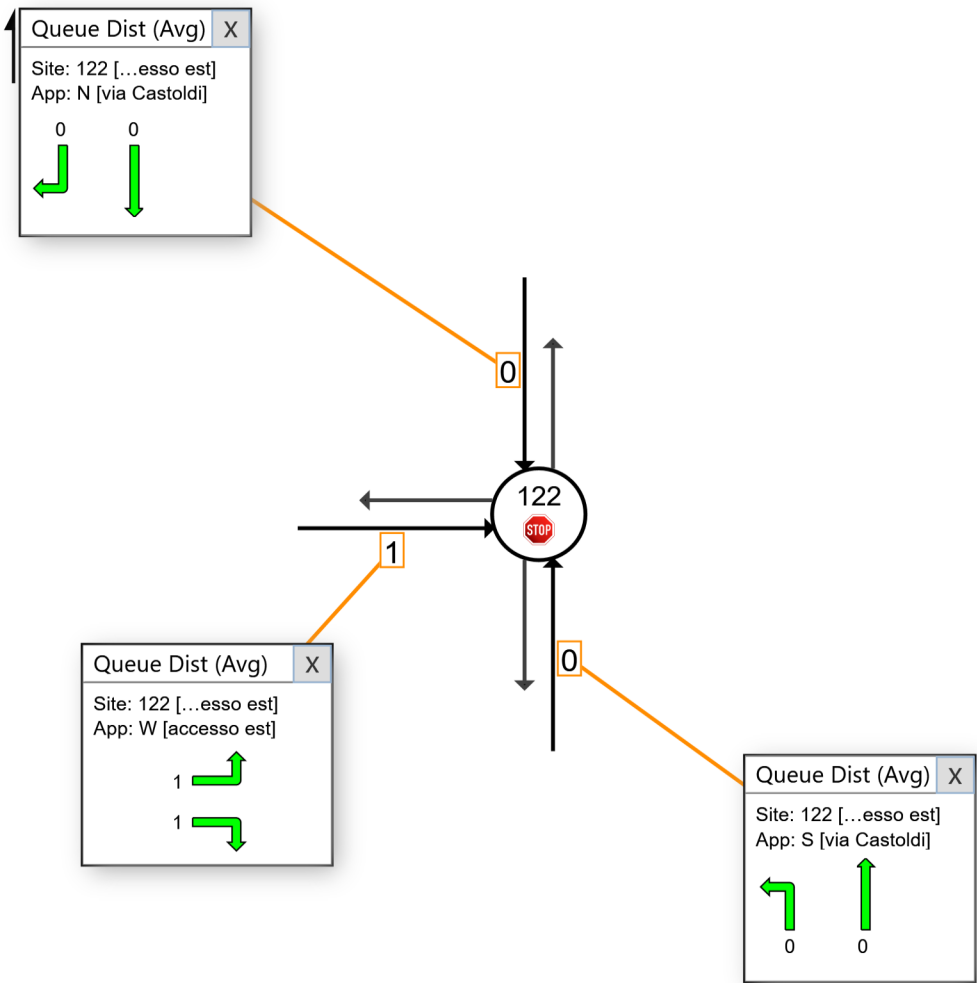 Queue Dist (Avg) X
Site: 122 [...esso est]
App: N [via Castoldi]
0 0
0
122
STOP
1
0
Queue Dist (Avg) X
Site: 122 [...esso est]
App: W [accesso est]
1
1
Queue Dist (Avg) X
Site: 122 [...esso est]
App: S [via Castoldi]
0 0